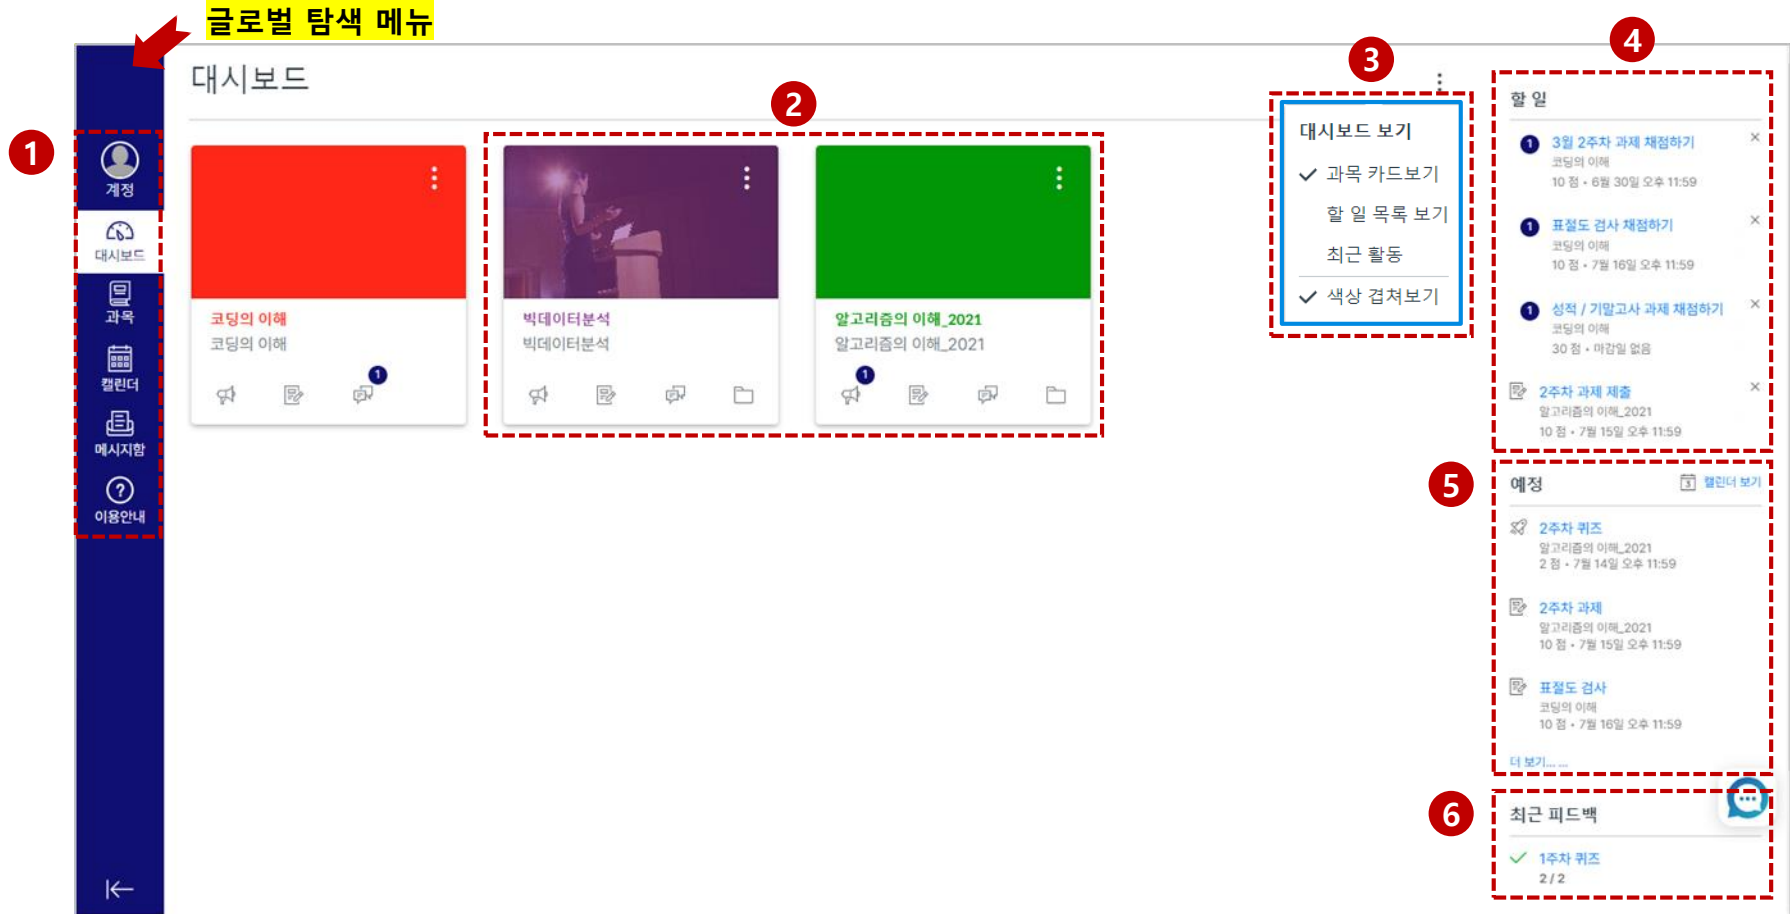 글로벌 탐색 메뉴
1
계정
대시보드
과목
캘린더
메시지함
이용안내
대시보드
2
코딩의 이해
코딩의 이해
1
빅데이터분석
빅데이터분석
알고리즘의 이해_2021
알고리즘의 이해_2021
1
3
대시보드 보기
과목 카드보기
할 일 목록 보기
최근 활동
색상 겹쳐보기
4
할 일
1 3월 2주차 과제 채점하기
코딩의 이해
10 점 • 6월 30일 오후 11:59
1 표절도 검사 채점하기
코딩의 이해
10 점 • 7월 16일 오후 11:59
1 성적 / 기말고사 과제 채점하기
코딩의 이해
30 점 • 마감일 없음
2주차 과제 제출
알고리즘의 이해_2021
10 점 • 7월 15일 오후 11:59
5
예정
3 캘린더 보기
2주차 퀴즈
알고리즘의 이해_2021
2 점 • 7월 14일 오후 11:59
2주차 과제
알고리즘의 이해_2021
10 점 • 7월 15일 오후 11:59
표절도 검사
코딩의 이해
10 점 • 7월 16일 오후 11:59
더 보기... ...
6
최근 피드백
1주차 퀴즈
2 / 2